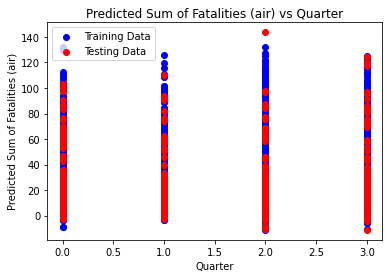 Predicted Sum of Fatalities (air) vs Quarter
Training Data
Testing Data
140
120
100
80
60
40
20
0
Predicted Sum of Fatalities (air)
0.0 0.5 1.0 1.5 2.0 2.5 3.0
Quarter